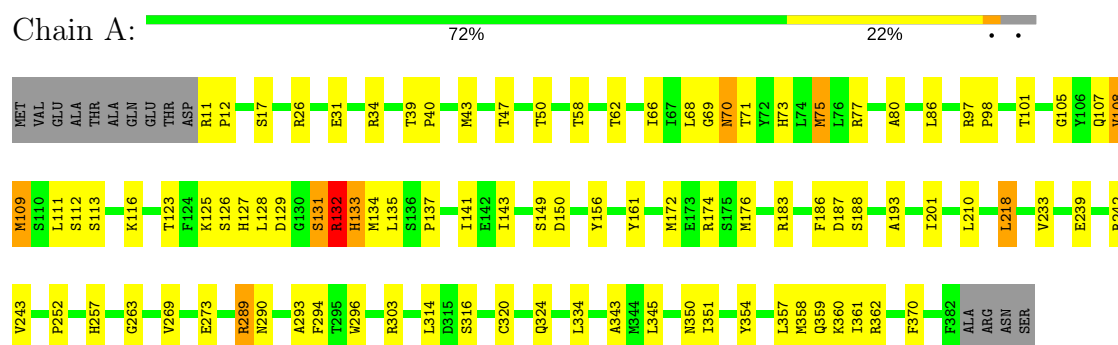 Chain A:
72% 22% • •
MET VAL GLU ALA THR ALA GLN GLU THR ASP R11 P12 S17 R26 E31 R34 T39 P40 M43 T47 T50 T58 T62 I66 I67 L68 G69 N70 T71 Y72 H73 L74 M75 L76 R77 A80 L86 R97 P98 T101 G105 Y106 Q107 V108
M109 S110 L111 S112 S113 K116 T123 F124 K125 S126 H127 L128 D129 G130 S131 R132 H133 M134 L135 S136 P137 I141 E142 I143 S149 D150 Y156 Y161 M172 E173 R174 S175 M176 R183 F186 D187 S188 A193 I201 L210 L218 V233 E239 R242
V243 P252 H257 G263 V269 E273 R289 N290 A293 F294 T295 W296 R303 L314 D315 S316 C320 Q324 L334 A343 M344 L345 N350 I351 Y354 L357 M358 Q359 K360 I361 R362 F370 F382 ALA ARG ASN SER